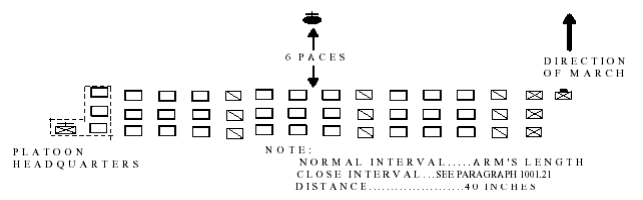 6 PACES
DIRECTION
OF MARCH
PLATOON
HEADQUARTERS
NOTE:
NORMAL INTERVAL.....ARM'S LENGTH
CLOSE INTERVAL...SEE PARAGRAPH 1001.21
DISTANCE......................40 INCHES